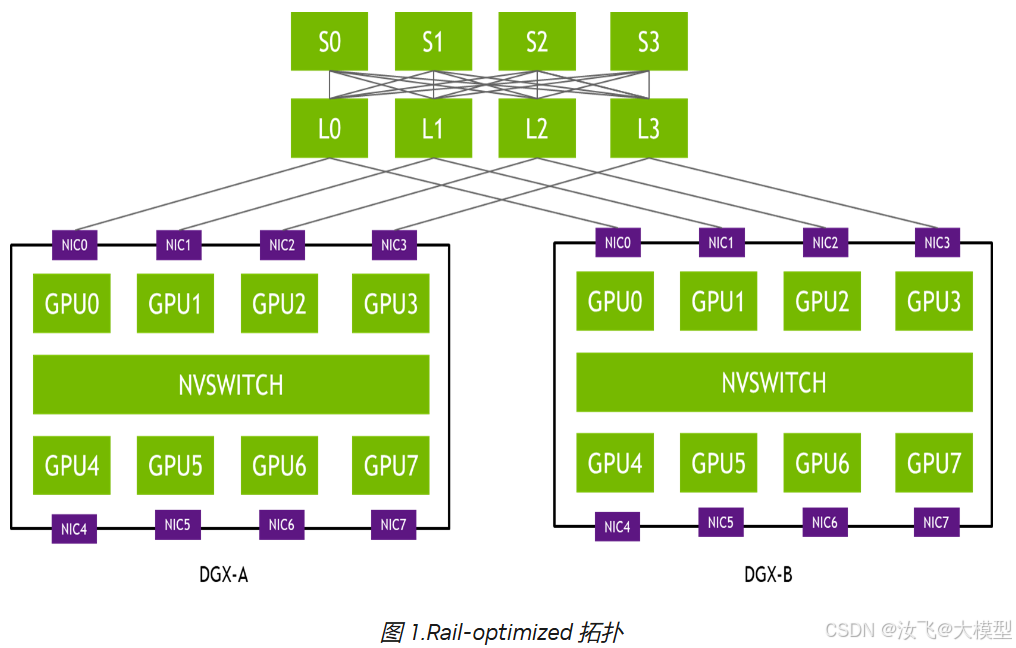 S0 S1 S2 S3
L0 L1 L2 L3
NIC0 NIC1 NIC2 NIC3
GPU0 GPU1 GPU2 GPU3
NVSWITCH
GPU4 GPU5 GPU6 GPU7
NIC4 NIC5 NIC6 NIC7
DGX-A
NIC0 NIC1 NIC2 NIC3
GPU0 GPU1 GPU2 GPU3
NVSWITCH
GPU4 GPU5 GPU6 GPU7
NIC4 NIC5 NIC6 NIC7
DGX-B
图 1.Rail-optimized 拓扑
CSDN @汝飞@大模型